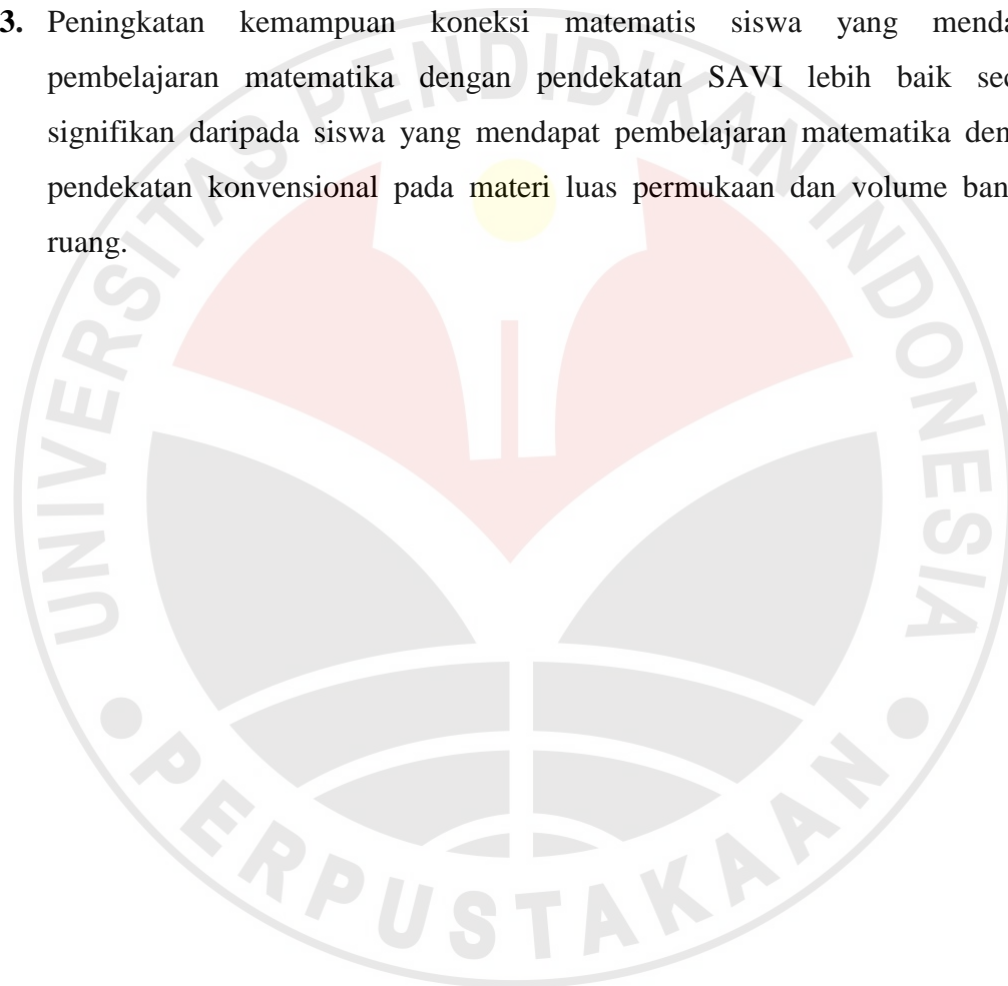 3. Peningkatan kemampuan koneksi matematis siswa yang menda
pembelajaran matematika dengan pendekatan SAVI lebih baik sec
signifikan daripada siswa yang mendapat pembelajaran matematika den
pendekatan konvensional pada materi luas permukaan dan volume ban
ruang.
UNIVERSITAS PENDIDIKAN INDONESIA
PERPUSTAKAAN